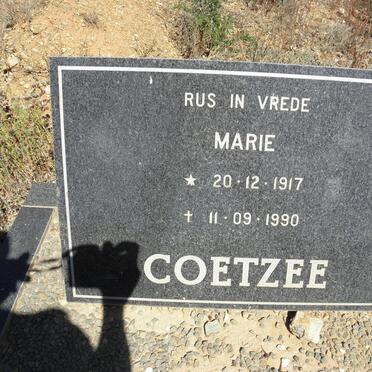 RUS IN VREDE
MARIE
★ 20·12·1917
✝ 11·09·1990
COETZEE